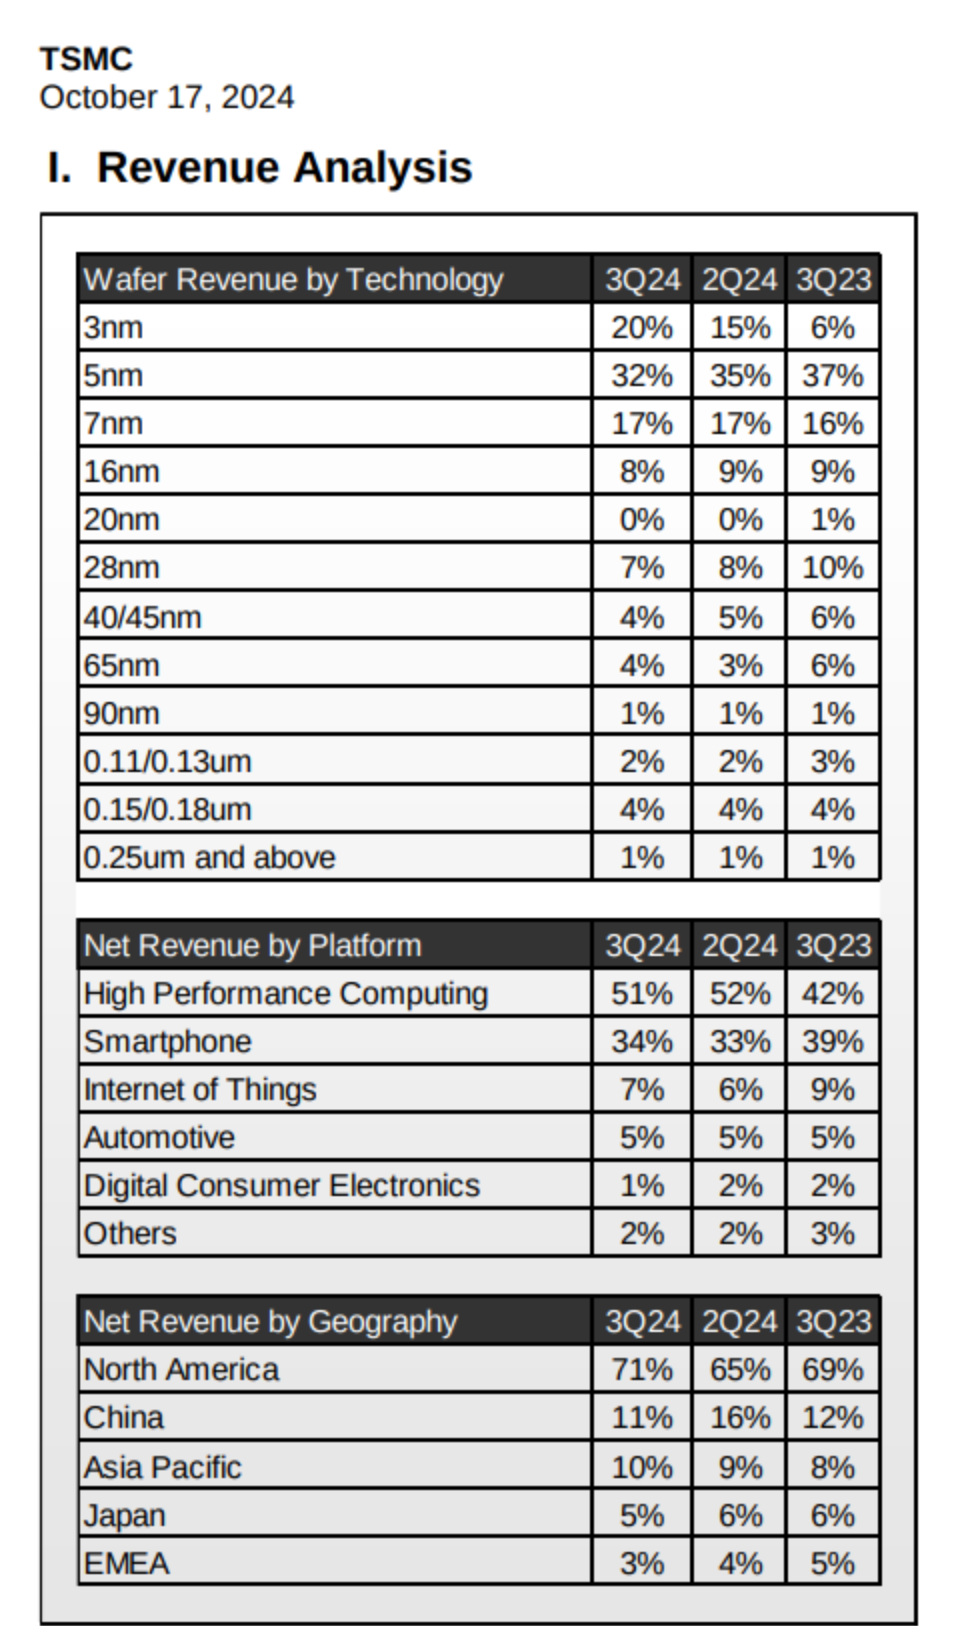 TSMC
October 17, 2024
I. Revenue Analysis
Wafer Revenue by Technology 3Q24 2Q24 3Q23
3nm 20% 15% 6%
5nm 32% 35% 37%
7nm 17% 17% 16%
16nm 8% 9% 9%
20nm 0% 0% 1%
28nm 7% 8% 10%
40/45nm 4% 5% 6%
65nm 4% 3% 6%
90nm 1% 1% 1%
0.11/0.13um 2% 2% 3%
0.15/0.18um 4% 4% 4%
0.25um and above 1% 1% 1%
Net Revenue by Platform 3Q24 2Q24 3Q23
High Performance Computing 51% 52% 42%
Smartphone 34% 33% 39%
Internet of Things 7% 6% 9%
Automotive 5% 5% 5%
Digital Consumer Electronics 1% 2% 2%
Others 2% 2% 3%
Net Revenue by Geography 3Q24 2Q24 3Q23
North America 71% 65% 69%
China 11% 16% 12%
Asia Pacific 10% 9% 8%
Japan 5% 6% 6%
EMEA 3% 4% 5%